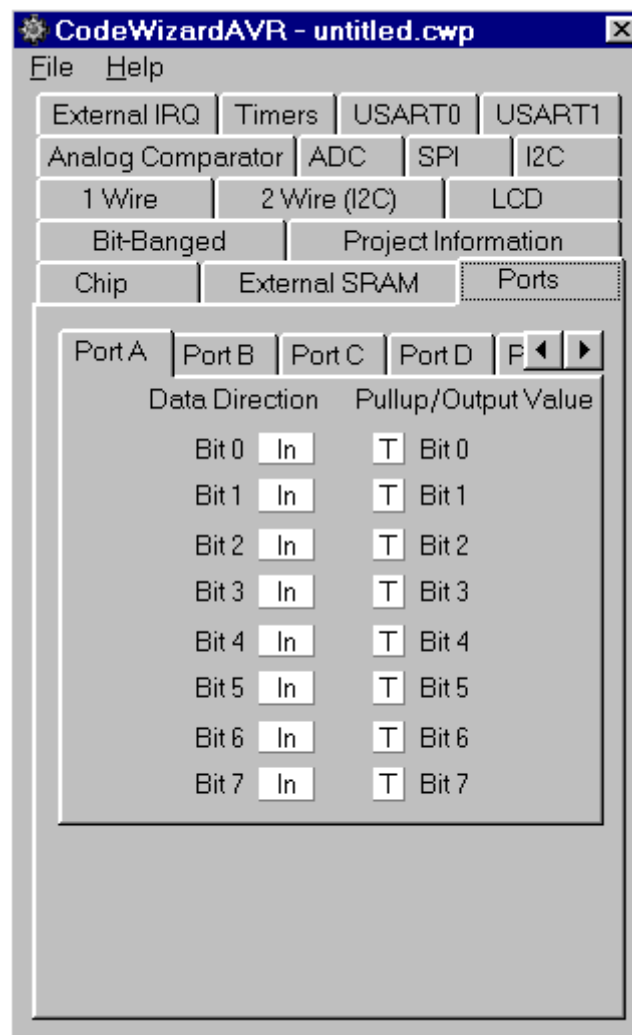 CodeWizardAVR - untitled.cwp
File Help
External IRQ Timers USART0 USART1
Analog Comparator ADC SPI I2C
1 Wire 2 Wire (I2C) LCD
Bit-Banged Project Information
Chip External SRAM Ports
Port A Port B Port C Port D P
Data Direction Pullup/Output Value
Bit 0 In T Bit 0
Bit 1 In T Bit 1
Bit 2 In T Bit 2
Bit 3 In T Bit 3
Bit 4 In T Bit 4
Bit 5 In T Bit 5
Bit 6 In T Bit 6
Bit 7 In T Bit 7